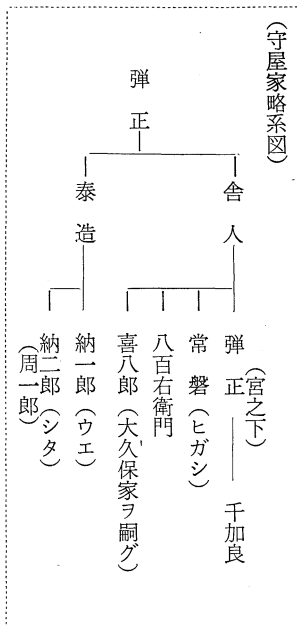 (守屋家略系図)
弾正
舎人
泰造
(宮之下)
弾正
千加良
常磐(ヒガシ)
八百右衛門
喜八郎(大久保家ヲ嗣グ)
納一郎(ウエ)
納二郎(シタ)
(周一郎)